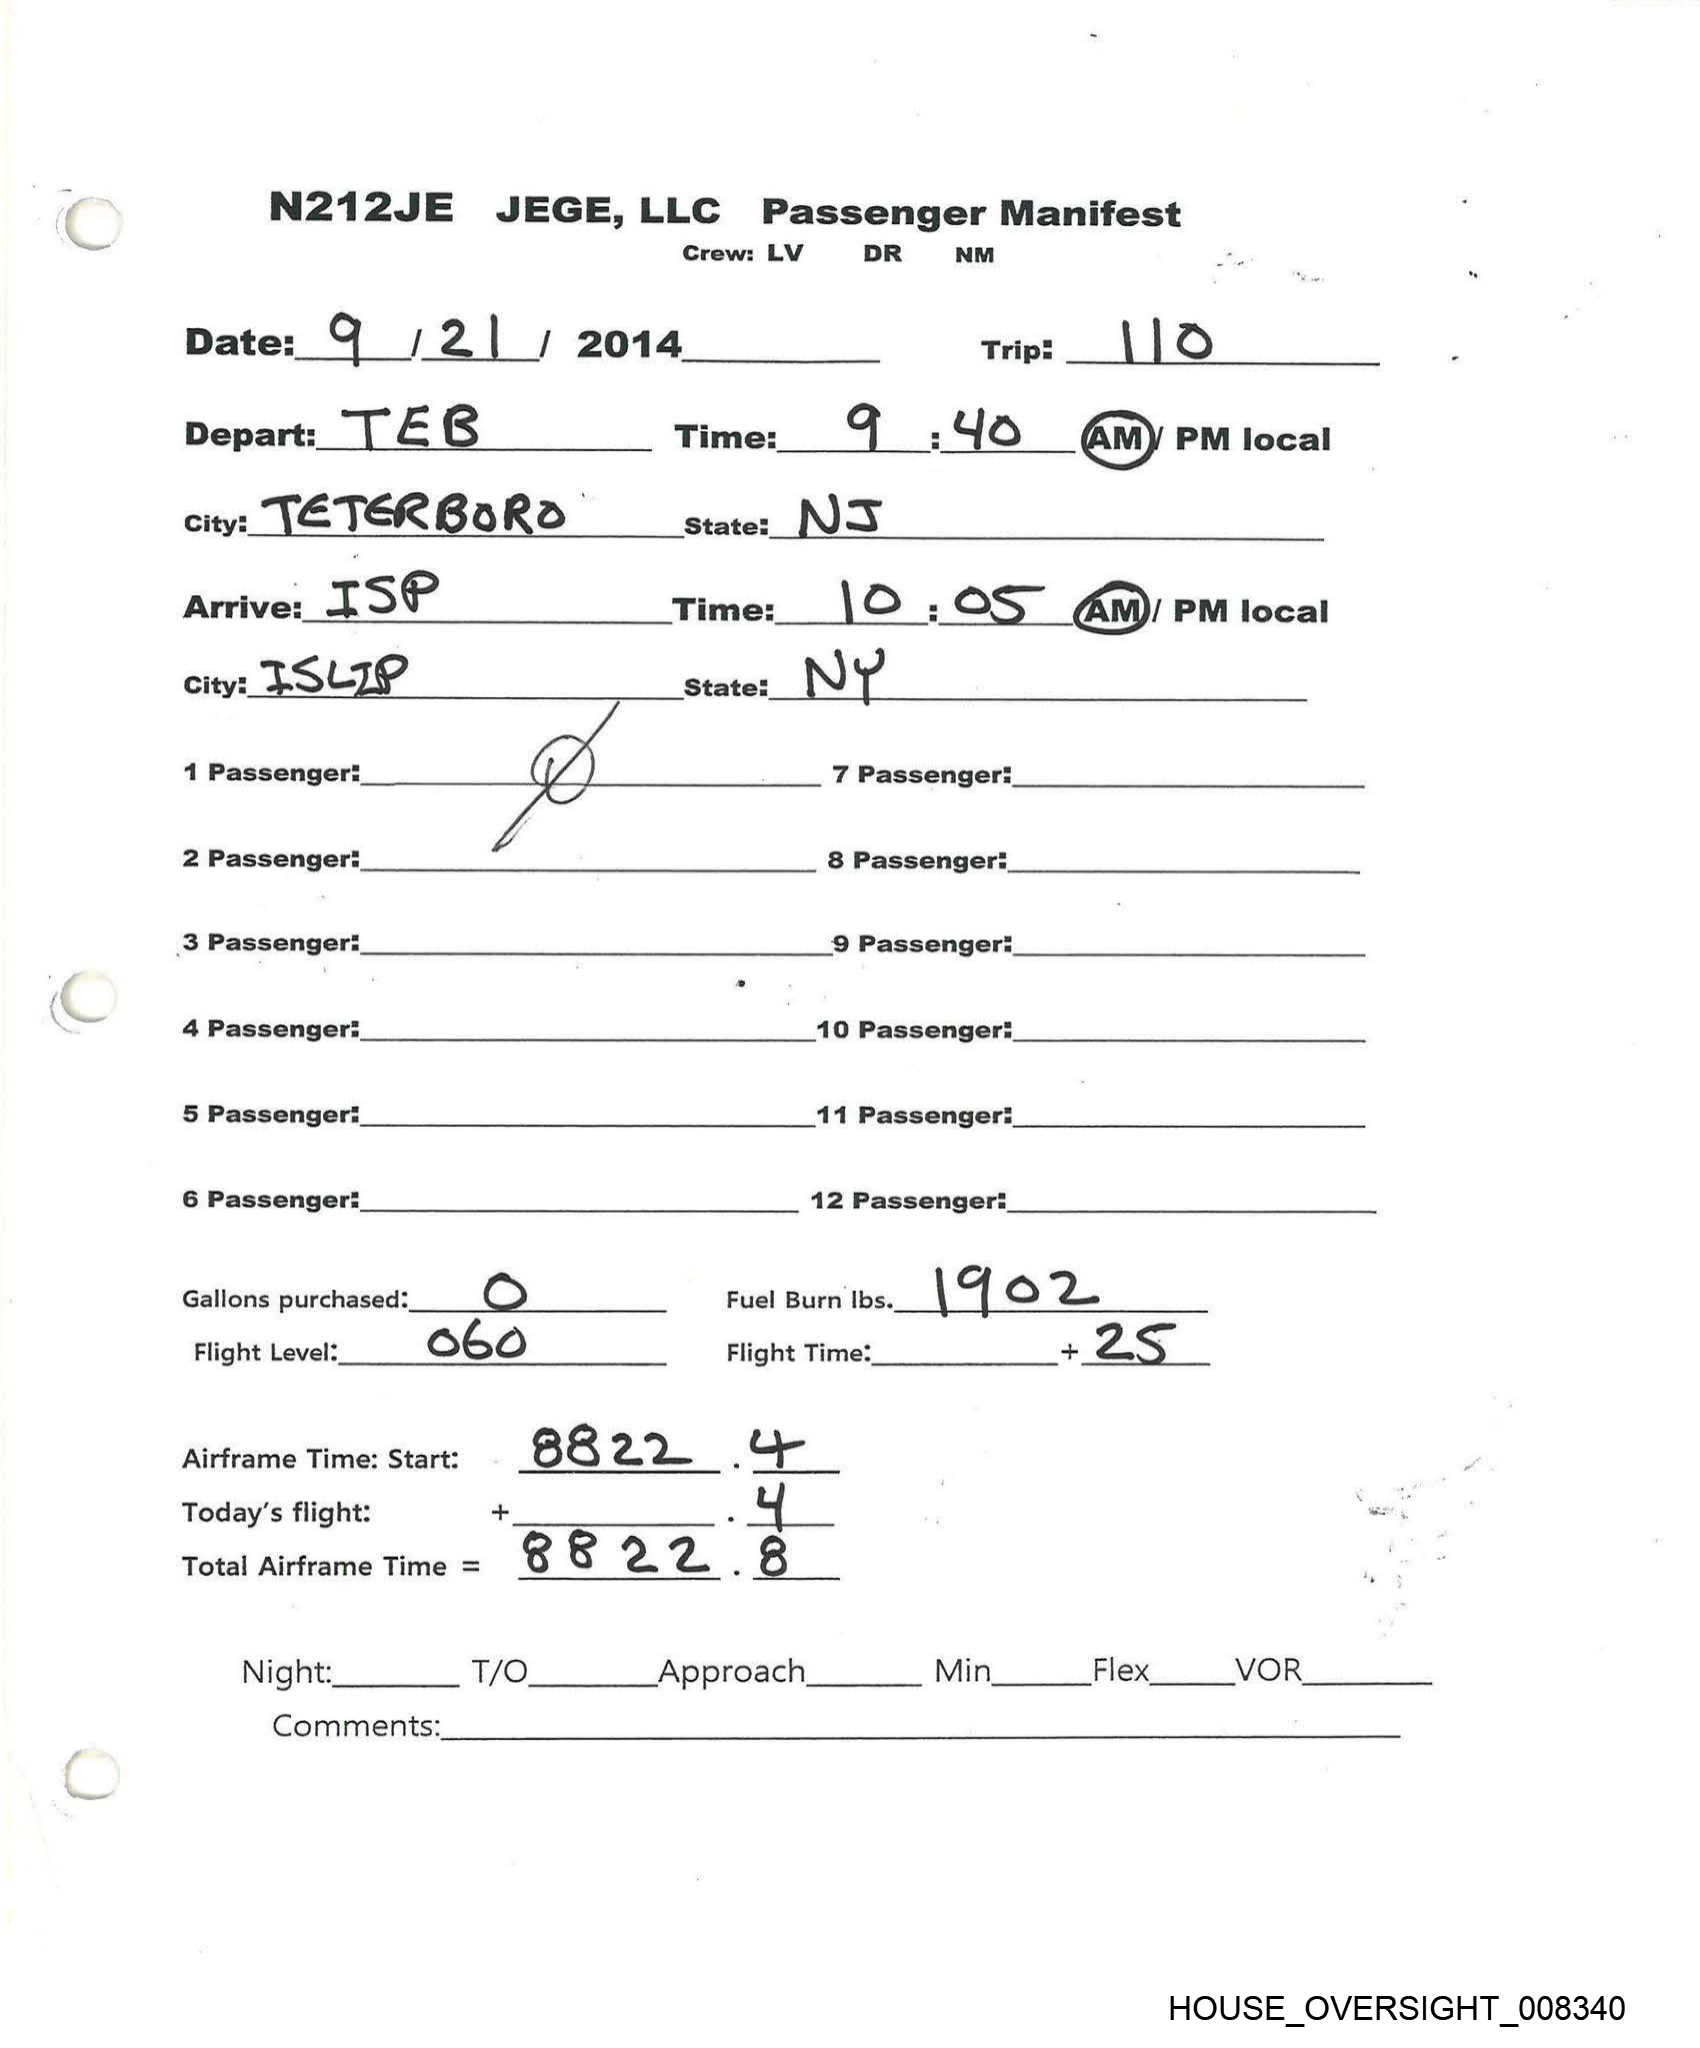 N212JE JEGE, LLC Passenger Manifest
Crew: LV DR NM
Date: 9 / 21 / 2014 Trip: 110
Depart: TEB Time: 9 : 40 AM / PM local
City: TETERBORO State: NJ
Arrive: ISP Time: 10 : 05 AM / PM local
City: ISLIP State: NY
1 Passenger: 0 7 Passenger:
2 Passenger: 8 Passenger:
3 Passenger: 9 Passenger:
4 Passenger: 10 Passenger:
5 Passenger: 11 Passenger:
6 Passenger: 12 Passenger:
Gallons purchased: 0 Fuel Burn lbs. 1902
Flight Level: 060 Flight Time: + 25
Airframe Time: Start: 8822 . 4
Today's flight: + . 4
Total Airframe Time = 8822 . 8
Night: T/O Approach Min Flex VOR
Comments:
HOUSE_OVERSIGHT_008340